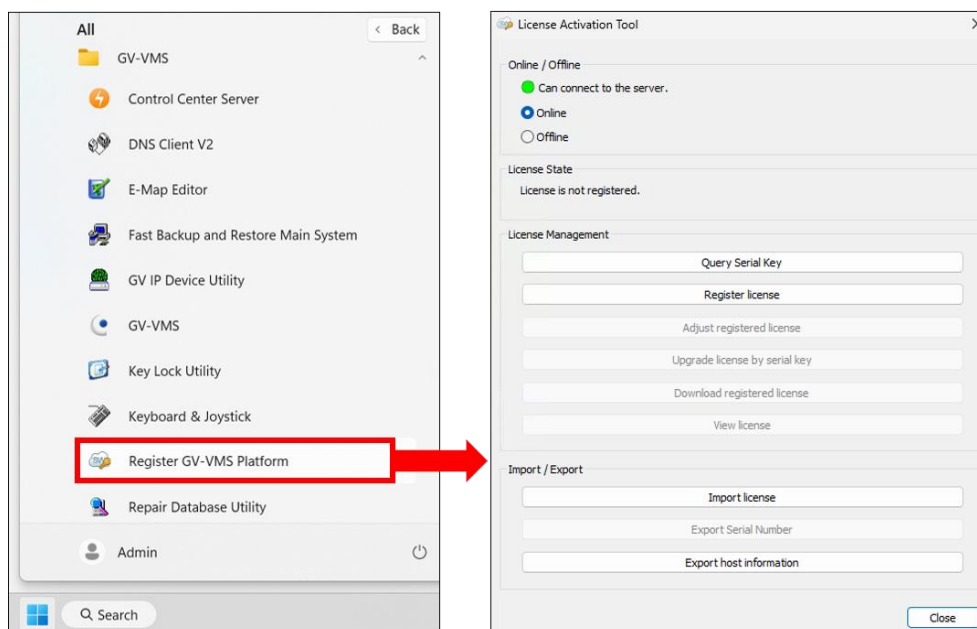 All
< Back
GV-VMS
Control Center Server
DNS Client V2
E-Map Editor
Fast Backup and Restore Main System
GV IP Device Utility
GV-VMS
Key Lock Utility
Keyboard & Joystick
Register GV-VMS Platform
Repair Database Utility
Admin
Search
License Activation Tool
Online / Offline
Can connect to the server.
Online
Offline
License State
License is not registered.
License Management
Query Serial Key
Register license
Adjust registered license
Upgrade license by serial key
Download registered license
View license
Import / Export
Import license
Export Serial Number
Export host information
Close